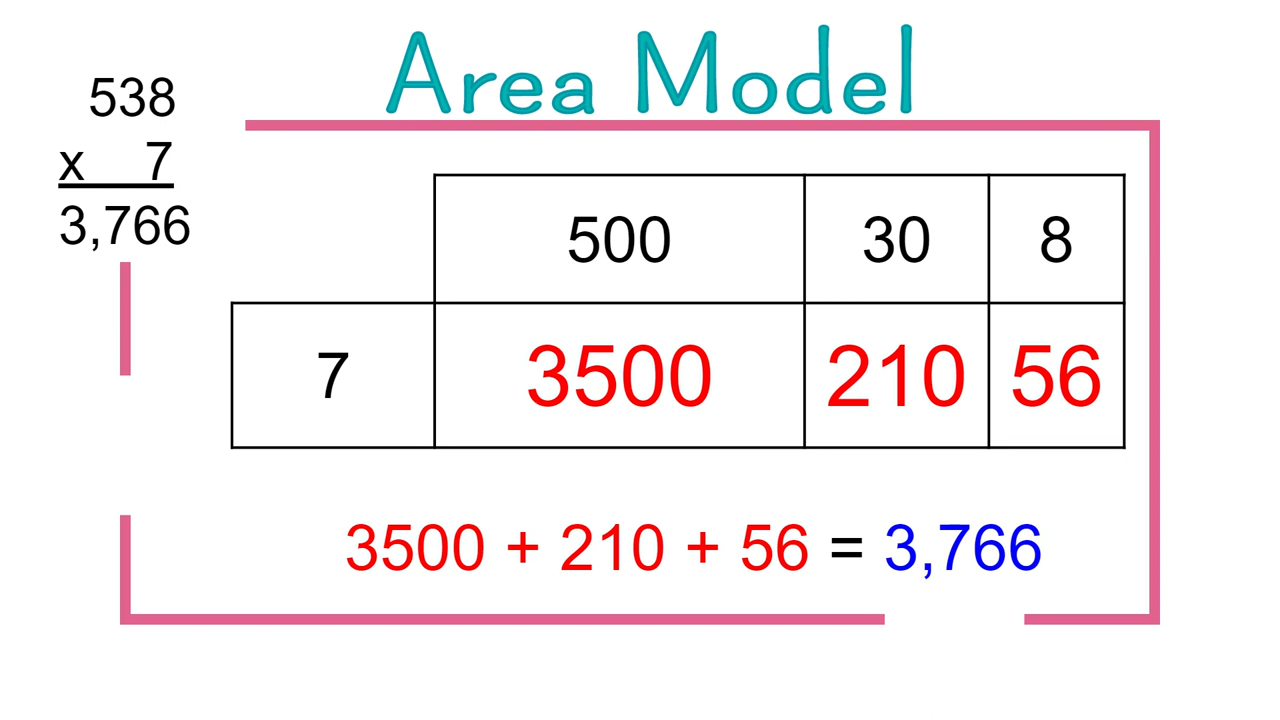 Area Model
538
x 7
3,766
500 30 8
7 3500 210 56
3500 + 210 + 56 = 3,766